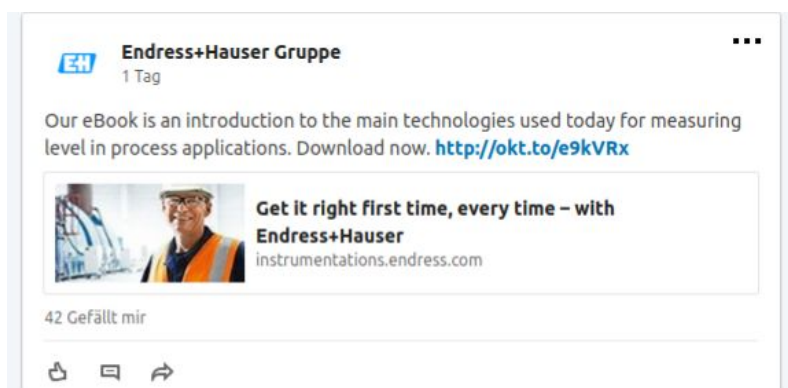 EH
Endress+Hauser Gruppe
1 Tag
Our eBook is an introduction to the main technologies used today for measuring
level in process applications. Download now. http://okt.to/e9kVRx
Get it right first time, every time – with
Endress+Hauser
instrumentations.endress.com
42 Gefällt mir